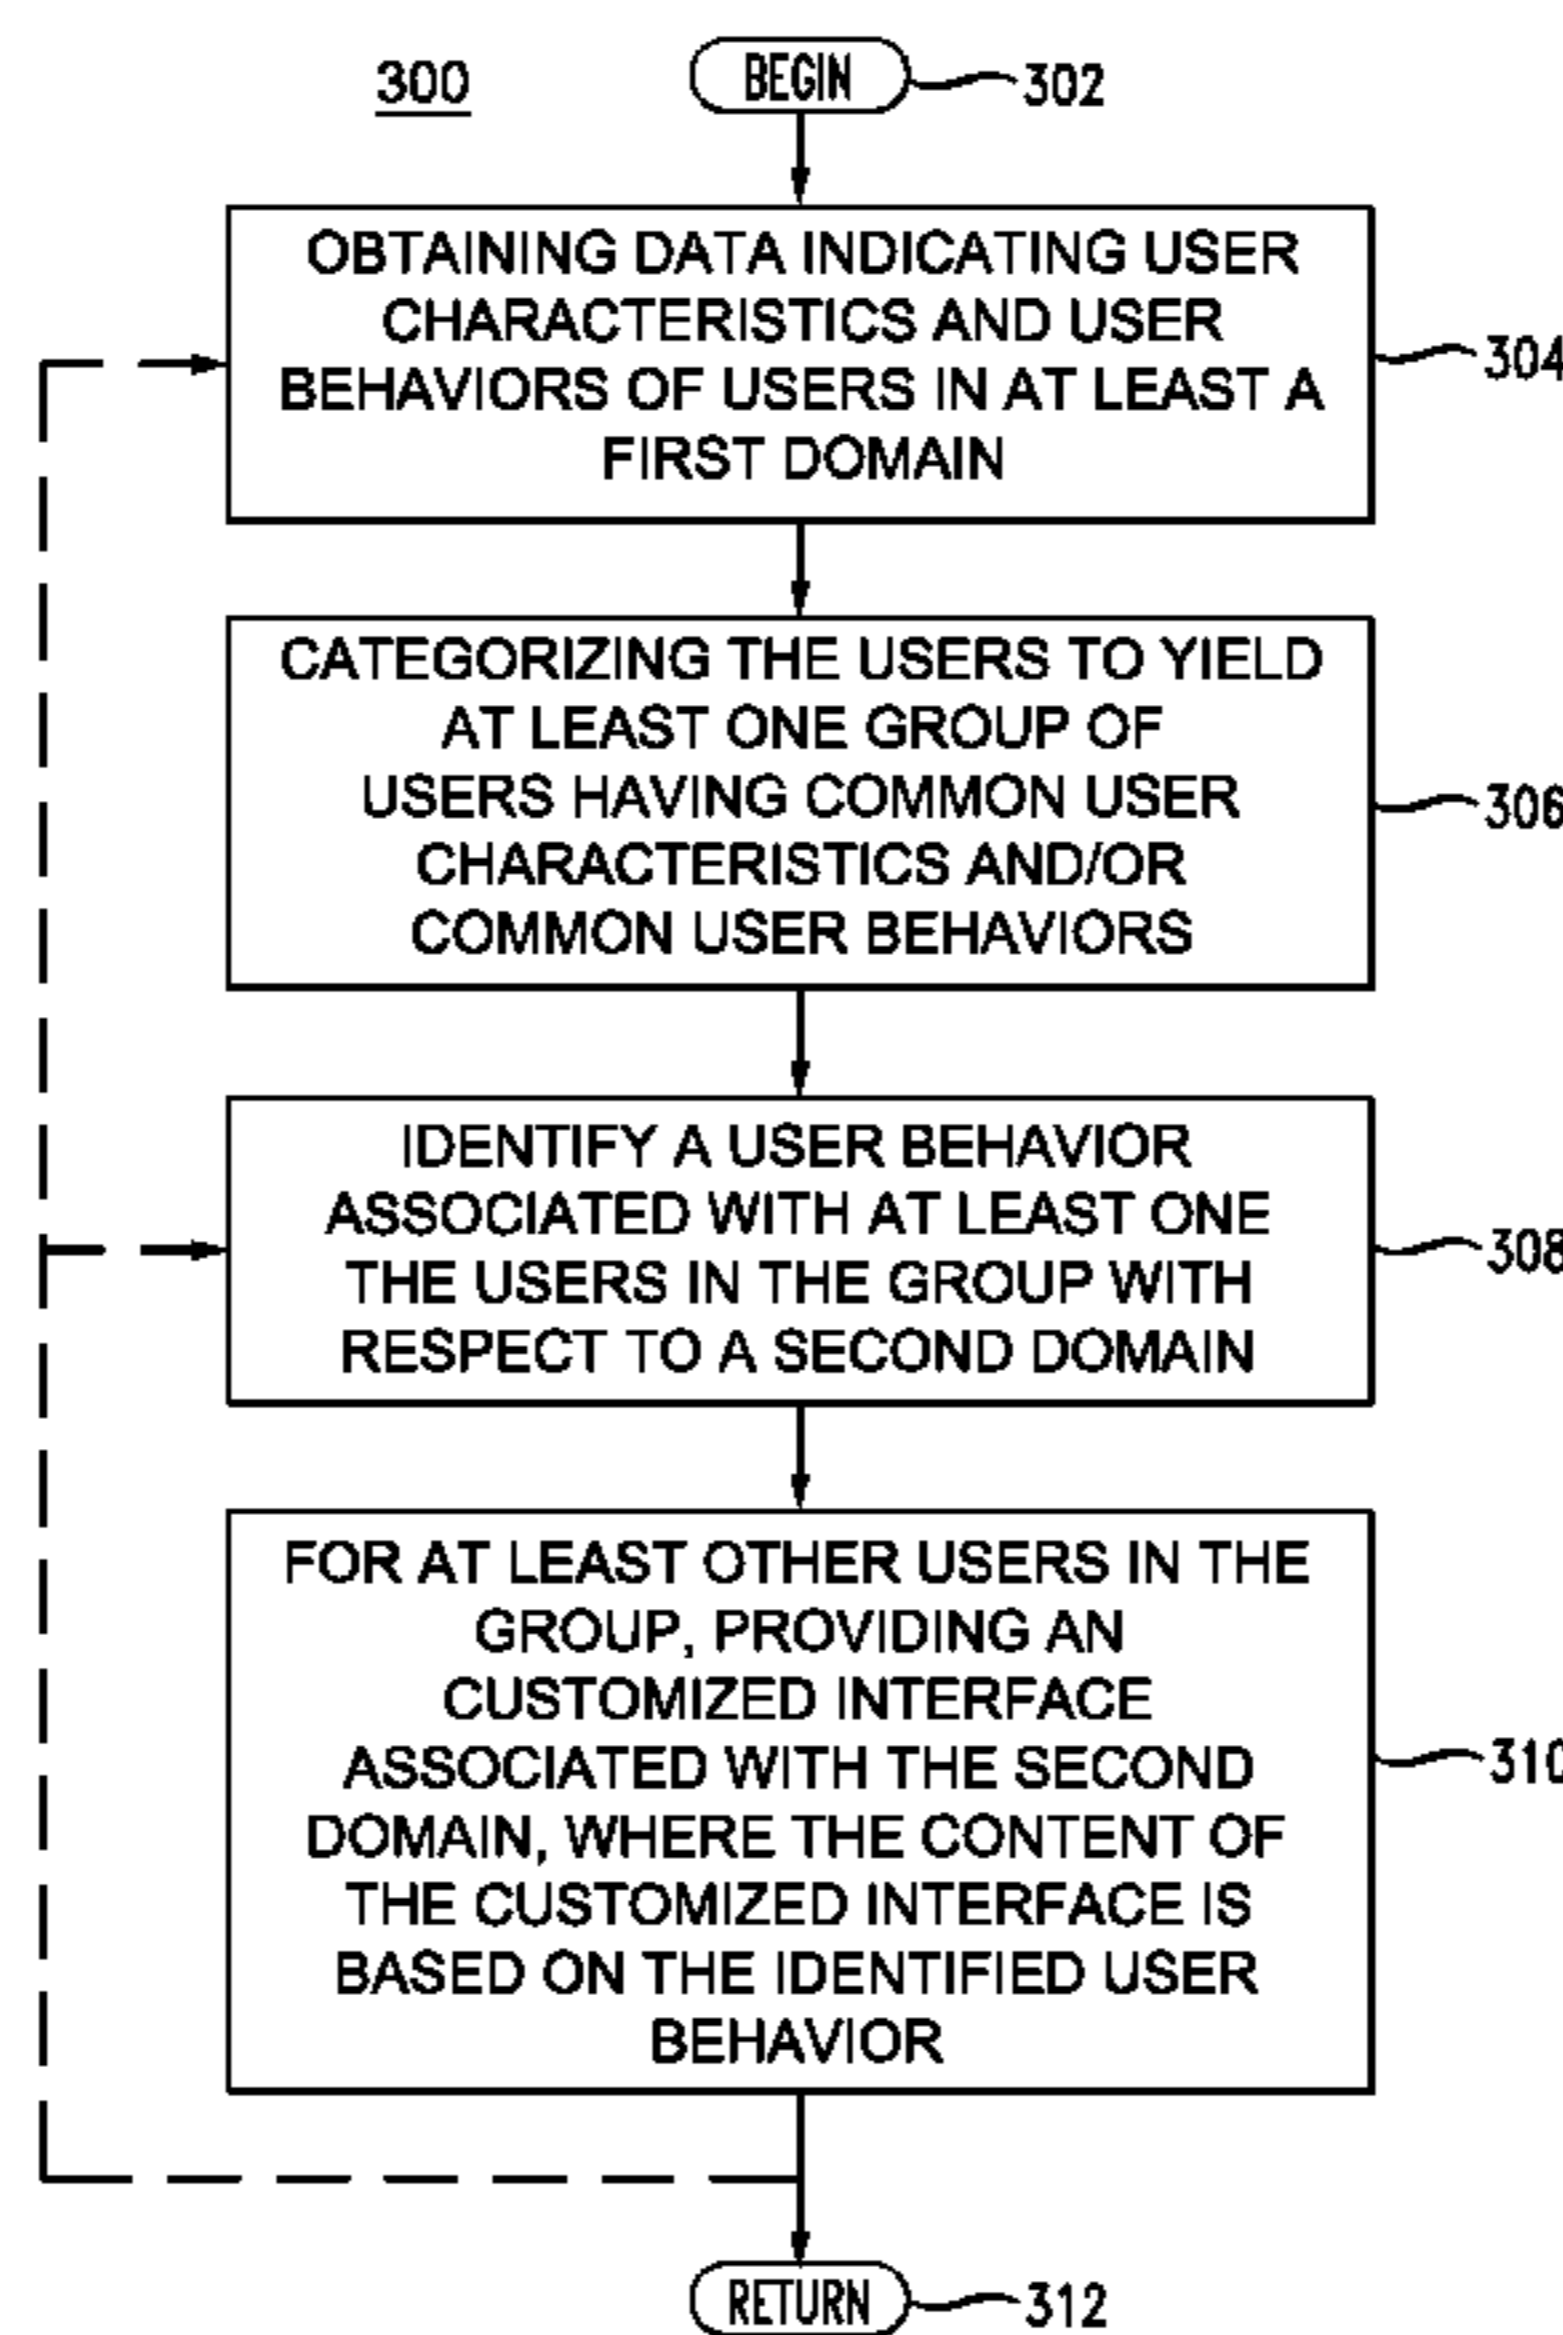 300
BEGIN
302
OBTAINING DATA INDICATING USER
CHARACTERISTICS AND USER
BEHAVIORS OF USERS IN AT LEAST A
FIRST DOMAIN
304
CATEGORIZING THE USERS TO YIELD
AT LEAST ONE GROUP OF
USERS HAVING COMMON USER
CHARACTERISTICS AND/OR
COMMON USER BEHAVIORS
306
IDENTIFY A USER BEHAVIOR
ASSOCIATED WITH AT LEAST ONE
THE USERS IN THE GROUP WITH
RESPECT TO A SECOND DOMAIN
308
FOR AT LEAST OTHER USERS IN THE
GROUP, PROVIDING AN
CUSTOMIZED INTERFACE
ASSOCIATED WITH THE SECOND
DOMAIN, WHERE THE CONTENT OF
THE CUSTOMIZED INTERFACE IS
BASED ON THE IDENTIFIED USER
BEHAVIOR
310
RETURN
312